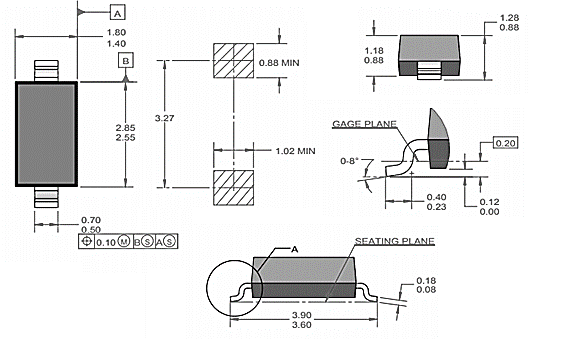 A
1.80
1.40
B
2.85
2.55
0.70
0.50
⌖ 0.10 Ⓜ B Ⓢ A Ⓢ
3.27
0.88 MIN
1.02 MIN
1.28
0.88
1.18
0.88
GAGE PLANE
0.20
0-8°
0.40
0.23
0.12
0.00
A
SEATING PLANE
0.18
0.08
3.90
3.60